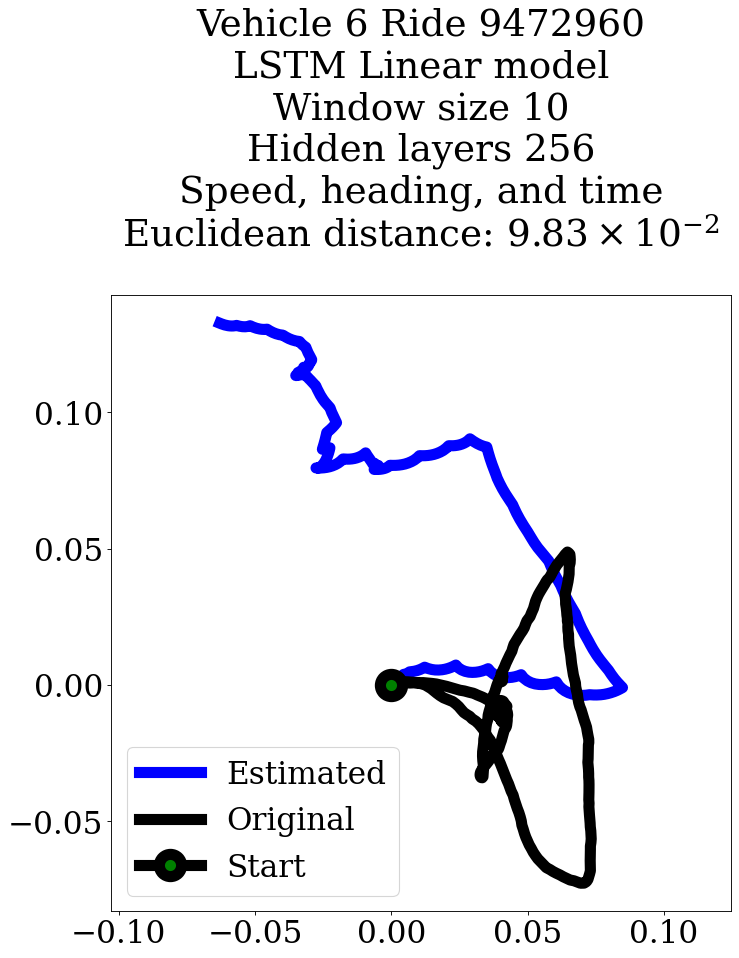 Vehicle 6 Ride 9472960
LSTM Linear model
Window size 10
Hidden layers 256
Speed, heading, and time
Euclidean distance: 9.83 × 10⁻²
0.10
0.05
0.00
−0.05
Estimated
Original
Start
−0.10 −0.05 0.00 0.05 0.10